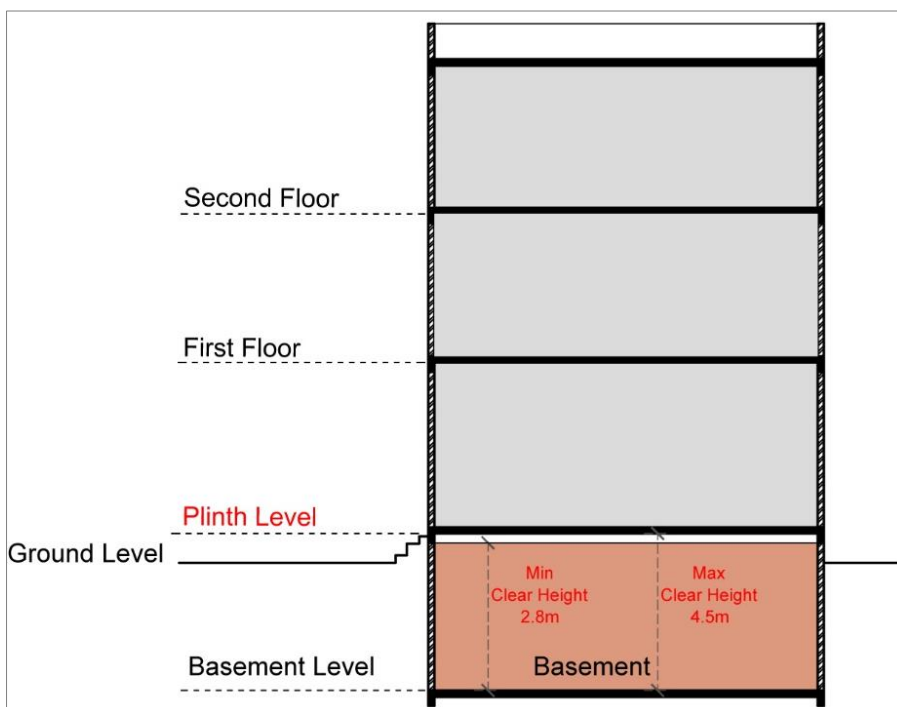 Second Floor
First Floor
Plinth Level
Ground Level
Min
Clear Height
2.8m
Max
Clear Height
4.5m
Basement Level
Basement